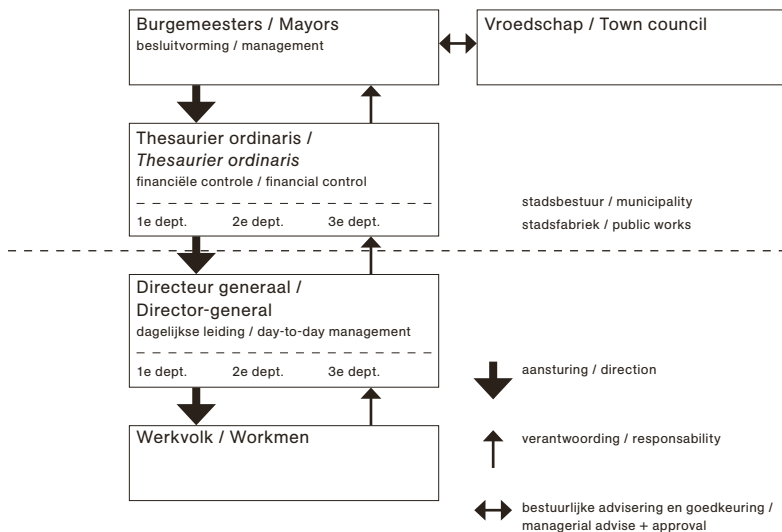 Burgemeesters / Mayors
besluitvorming / management
Vroedschap / Town council
Thesaurier ordinaris /
Thesaurier ordinaris
financiële controle / financial control
1e dept. 2e dept. 3e dept.
stadsbestuur / municipality
stadsfabriek / public works
Directeur generaal /
Director-general
dagelijkse leiding / day-to-day management
1e dept. 2e dept. 3e dept.
Werkvolk / Workmen
aansturing / direction
verantwoording / responsability
bestuurlijke advisering en goedkeuring /
managerial advise + approval